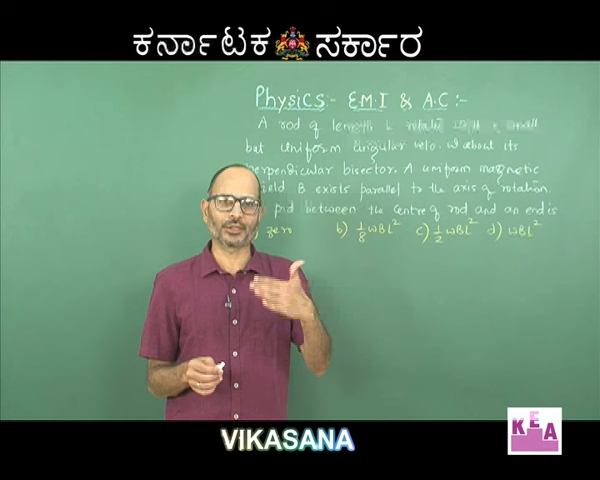 ಕರ್ನಾಟಕ ಸರ್ಕಾರ
Physics:- E.M.I & A.C:-
A rod of length L rotates with a small
but uniform angular velo. ω about its
perpendicular bisector. A uniform magnetic
field B exists parallel to the axis of rotation.
p.d between the centre of rod and an end is
zero b) 1/8 ωBL² c) 1/2 ωBL² d) ωBL²
KEA
VIKASANA